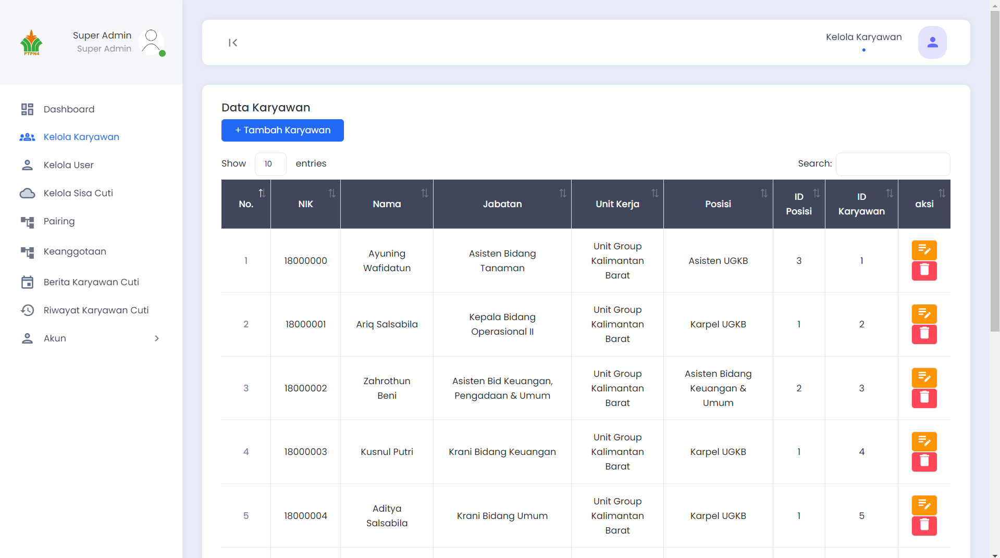 PTPN4
Super Admin
Super Admin
Dashboard
Kelola Karyawan
Kelola User
Kelola Sisa Cuti
Pairing
Keanggotaan
Berita Karyawan Cuti
Riwayat Karyawan Cuti
Akun
Kelola Karyawan
Data Karyawan
+ Tambah Karyawan
Show 10 entries
Search:
No. NIK Nama Jabatan Unit Kerja Posisi ID Posisi ID Karyawan aksi
1 18000000 Ayuning Wafidatun Asisten Bidang Tanaman Unit Group Kalimantan Barat Asisten UGKB 3 1
2 18000001 Ariq Salsabila Kepala Bidang Operasional II Unit Group Kalimantan Barat Karpel UGKB 1 2
3 18000002 Zahrothun Beni Asisten Bid Keuangan, Pengadaan & Umum Unit Group Kalimantan Barat Asisten Bidang Keuangan & Umum 2 3
4 18000003 Kusnul Putri Krani Bidang Keuangan Unit Group Kalimantan Barat Karpel UGKB 1 4
5 18000004 Aditya Salsabila Krani Bidang Umum Unit Group Kalimantan Barat Karpel UGKB 1 5